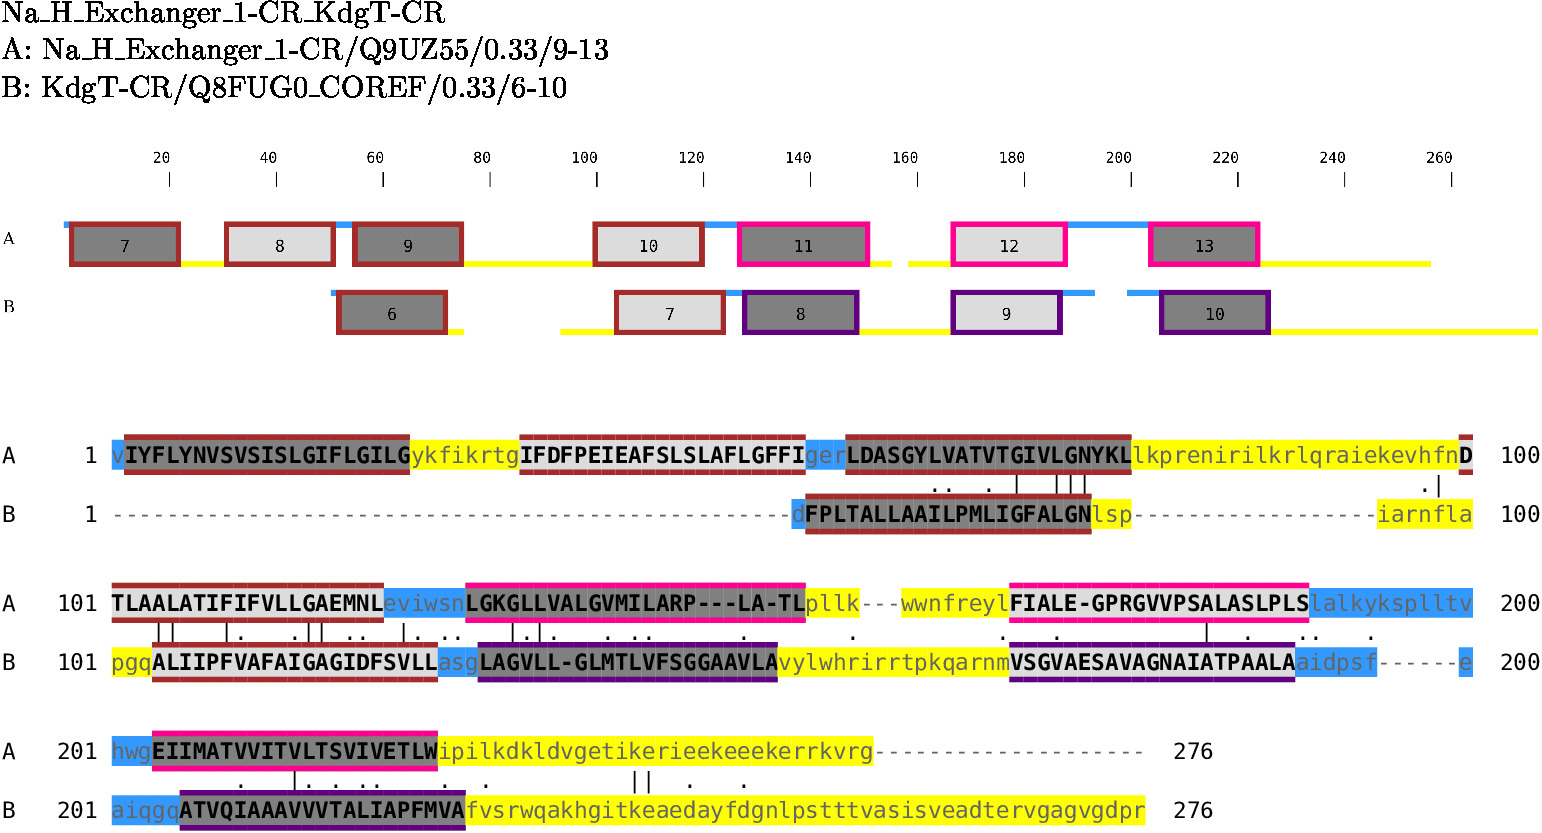 Na_H_Exchanger_1-CR_KdgT-CR
A: Na_H_Exchanger_1-CR/Q9UZ55/0.33/9-13
B: KdgT-CR/Q8FUG0_COREF/0.33/6-10
20 40 60 80 100 120 140 160 180 200 220 240 260
A 7 8 9 10 11 12 13
B 6 7 8 9 10
A 1 vIYFLYNVSVSISLGIFLGILGykfikrtgIFDFPEIEAFSLSLAFLGFFIgerLDASGYLVATVTGIVLGNYKLlkprenirilkrlqraiekevhfnD 100
B 1 --------------------------------------------------dFPLTALLAAILPMLIGFALGNlsp------------------iarnfla 100
A 101 TLAALATIFIFVLLGAEMNLeviwsnLGKGLLVALGVMILARP---LA-TLpllk---wwnfreylFIALE-GPRGVVPSALASLPLSlalkyksplltv 200
B 101 pgqALIIPFVAFAIGAGIDFSVLLasgLAGVLL-GLMTLVFSGGAAVLAvylwhrirrtpkqarnmVSGVAESAVAGNAIATPAALAaidpsf------e 200
A 201 hwgEIIMATVVITVLTSVIVETLWipilkdkldvgetikerieekeeekerrkvrg-------------------- 276
B 201 aiqgqATVQIAAAVVVTALIAPFMVAfvsrwqakhgitkeaedayfdgnlpstttvasisveadtervgagvgdpr 276